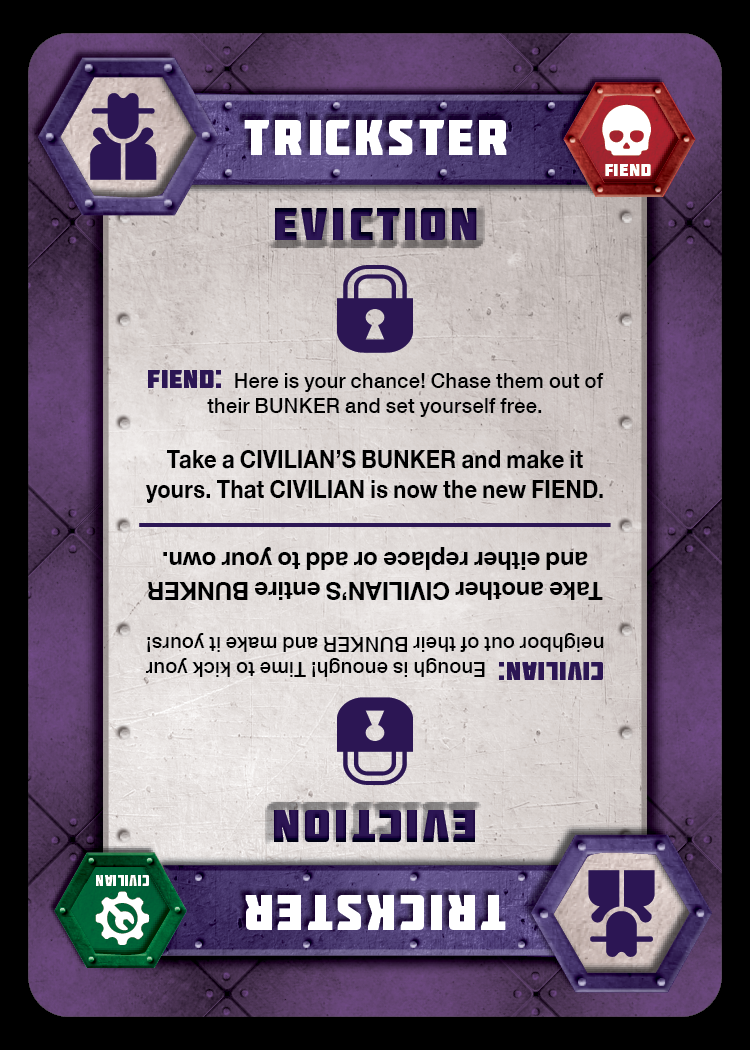 TRICKSTER
FIEND
EVICTION
FIEND: Here is your chance! Chase them out of
their BUNKER and set yourself free.
Take a CIVILIAN'S BUNKER and make it
yours. That CIVILIAN is now the new FIEND.
TRICKSTER
CIVILIAN
EVICTION
CIVILIAN: Enough is enough! Time to kick your
neighbor out of their BUNKER and make it yours!
Take another CIVILIAN'S entire BUNKER
and either replace or add to your own.